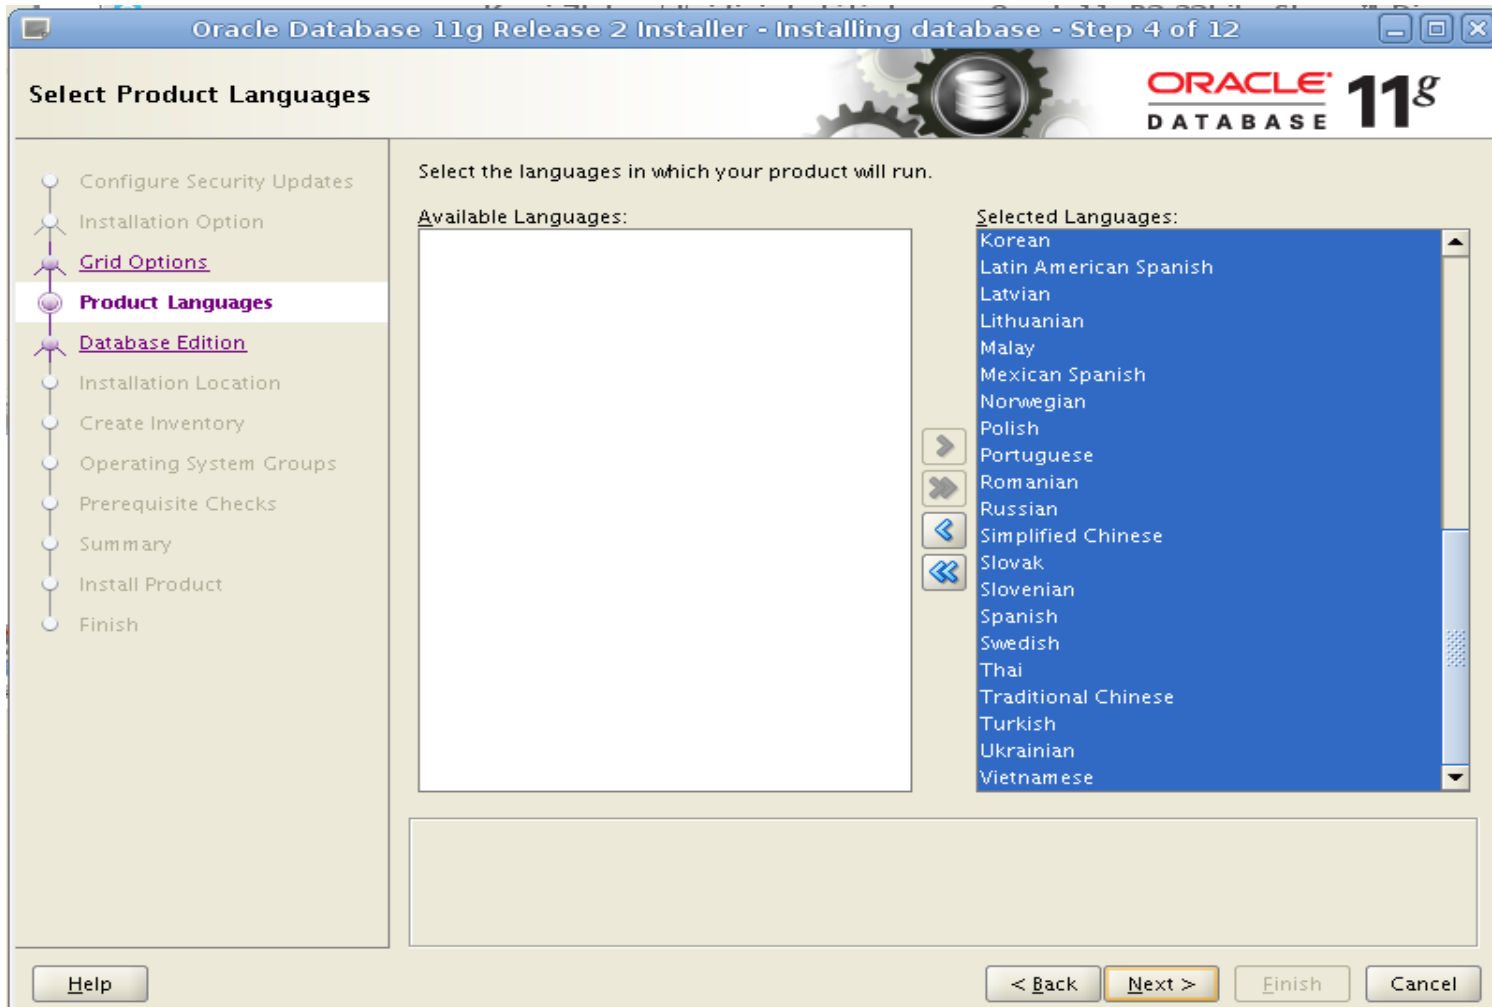 Oracle Database 11g Release 2 Installer - Installing database - Step 4 of 12
Select Product Languages
ORACLE
DATABASE
11g
Configure Security Updates
Installation Option
Grid Options
Product Languages
Database Edition
Installation Location
Create Inventory
Operating System Groups
Prerequisite Checks
Summary
Install Product
Finish
Select the languages in which your product will run.
Available Languages:
Selected Languages:
Korean
Latin American Spanish
Latvian
Lithuanian
Malay
Mexican Spanish
Norwegian
Polish
Portuguese
Romanian
Russian
Simplified Chinese
Slovak
Slovenian
Spanish
Swedish
Thai
Traditional Chinese
Turkish
Ukrainian
Vietnamese
Help
< Back
Next >
Finish
Cancel